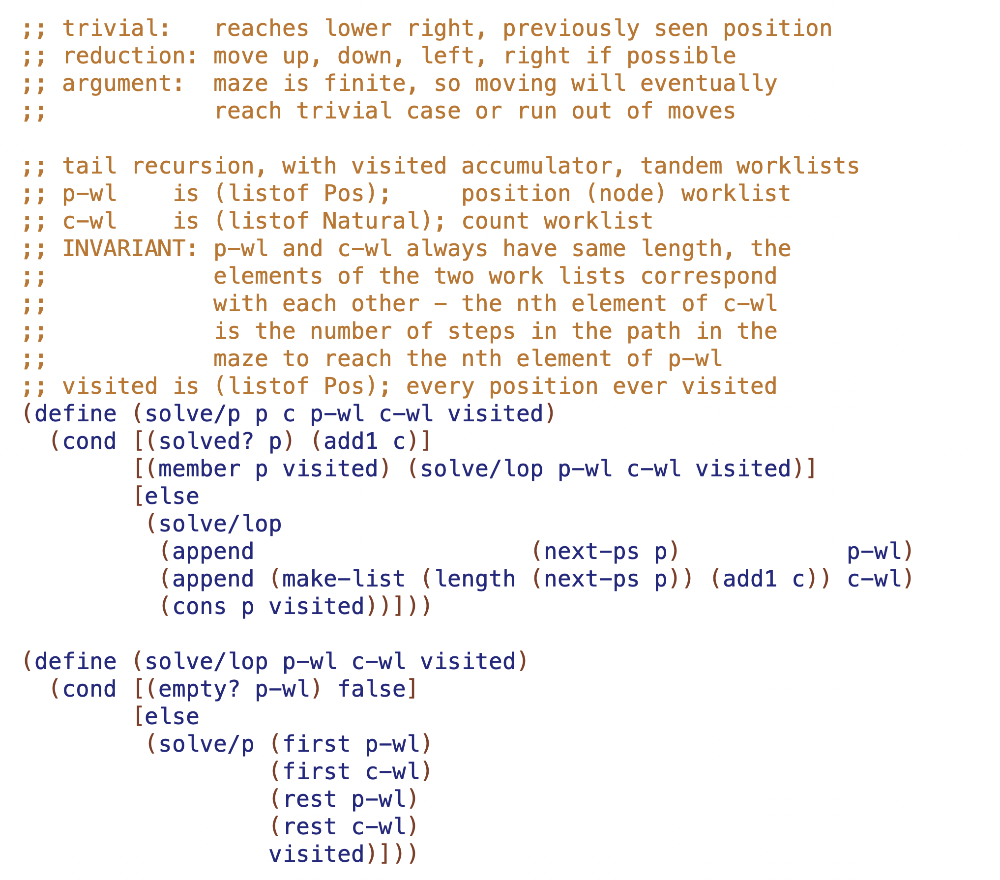 ;; trivial:   reaches lower right, previously seen position
;; reduction: move up, down, left, right if possible
;; argument:  maze is finite, so moving will eventually
;;            reach trivial case or run out of moves

;; tail recursion, with visited accumulator, tandem worklists
;; p-wl    is (listof Pos);     position (node) worklist
;; c-wl    is (listof Natural); count worklist
;; INVARIANT: p-wl and c-wl always have same length, the
;;            elements of the two work lists correspond
;;            with each other - the nth element of c-wl
;;            is the number of steps in the path in the
;;            maze to reach the nth element of p-wl
;; visited is (listof Pos); every position ever visited
(define (solve/p p c p-wl c-wl visited)
  (cond [(solved? p) (add1 c)]
        [(member p visited) (solve/lop p-wl c-wl visited)]
        [else
         (solve/lop
          (append                    (next-ps p)            p-wl)
          (append (make-list (length (next-ps p)) (add1 c)) c-wl)
          (cons p visited))]))

(define (solve/lop p-wl c-wl visited)
  (cond [(empty? p-wl) false]
        [else
         (solve/p (first p-wl)
                  (first c-wl)
                  (rest p-wl)
                  (rest c-wl)
                  visited)]))